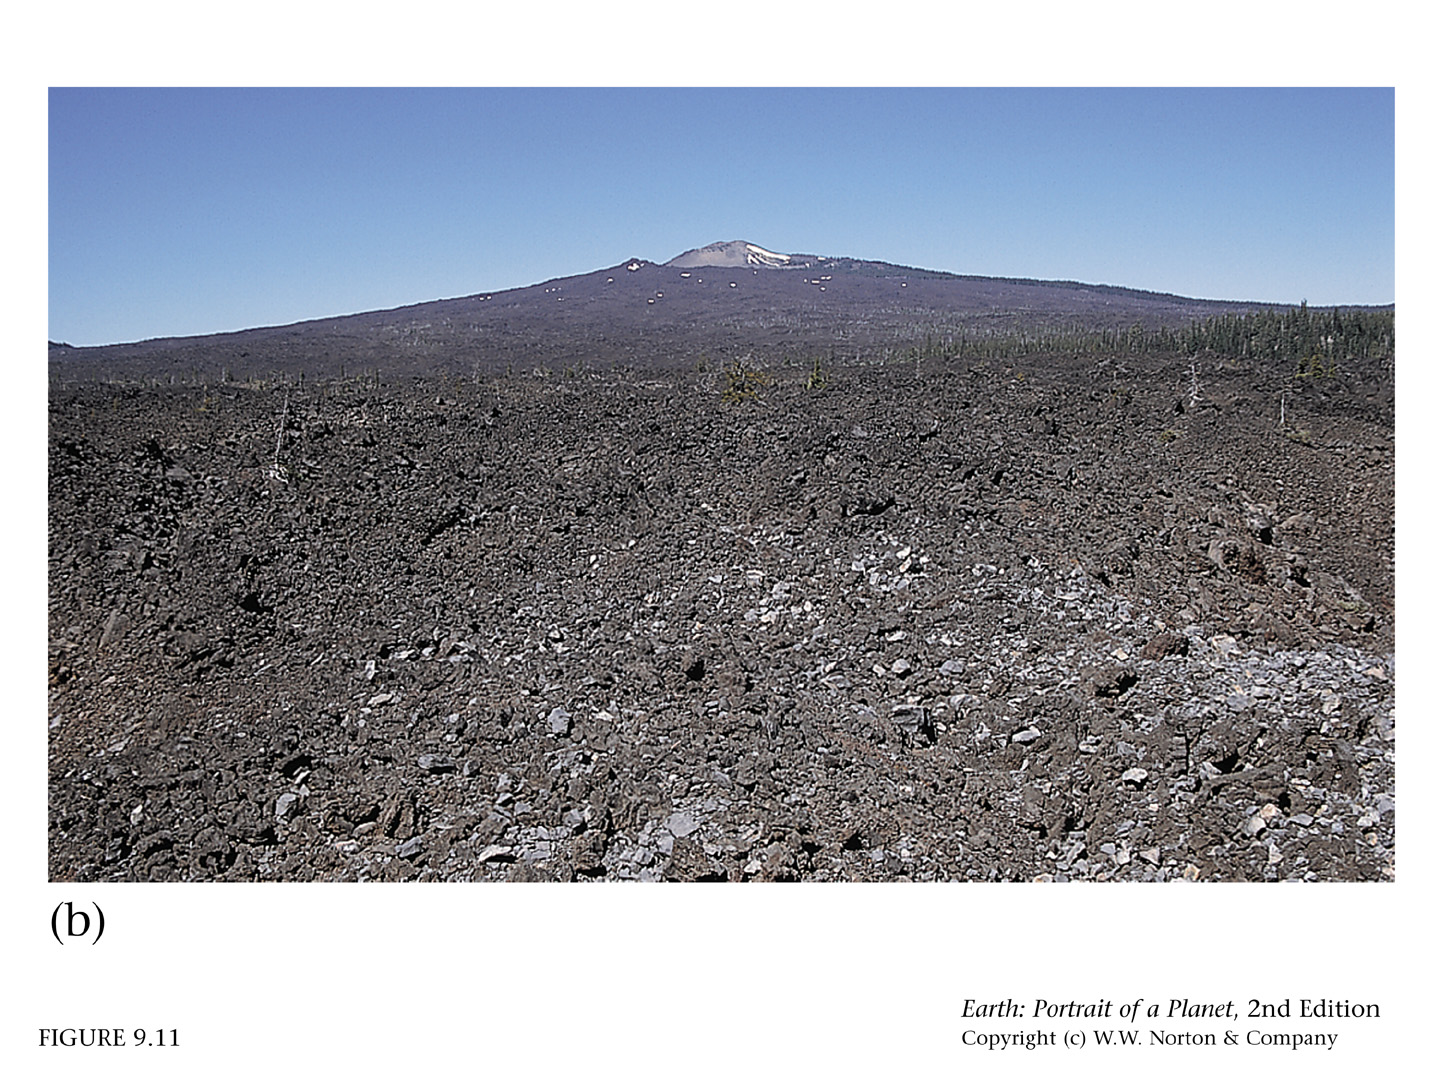 (b)
FIGURE 9.11
Earth: Portrait of a Planet, 2nd Edition
Copyright (c) W.W. Norton & Company